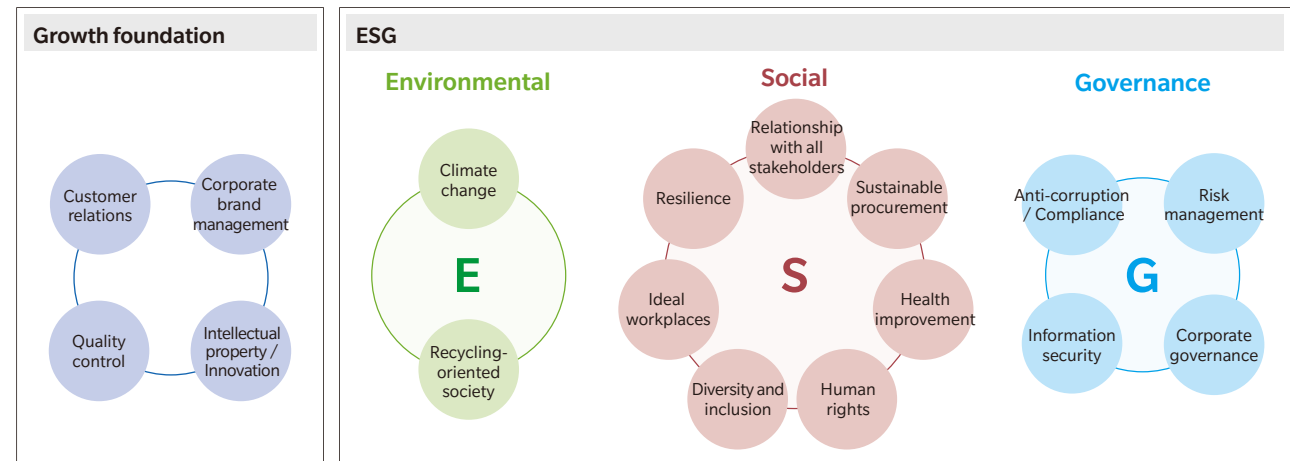 Growth foundation
Customer
relations
Corporate
brand
management
Quality
control
Intellectual
property /
Innovation
ESG
Environmental
Climate
change
E
Recycling-
oriented
society
Social
Relationship
with all
stakeholders
Resilience
Sustainable
procurement
S
Ideal
workplaces
Health
improvement
Diversity and
inclusion
Human
rights
Governance
Anti-corruption
/ Compliance
Risk
management
G
Information
security
Corporate
governance